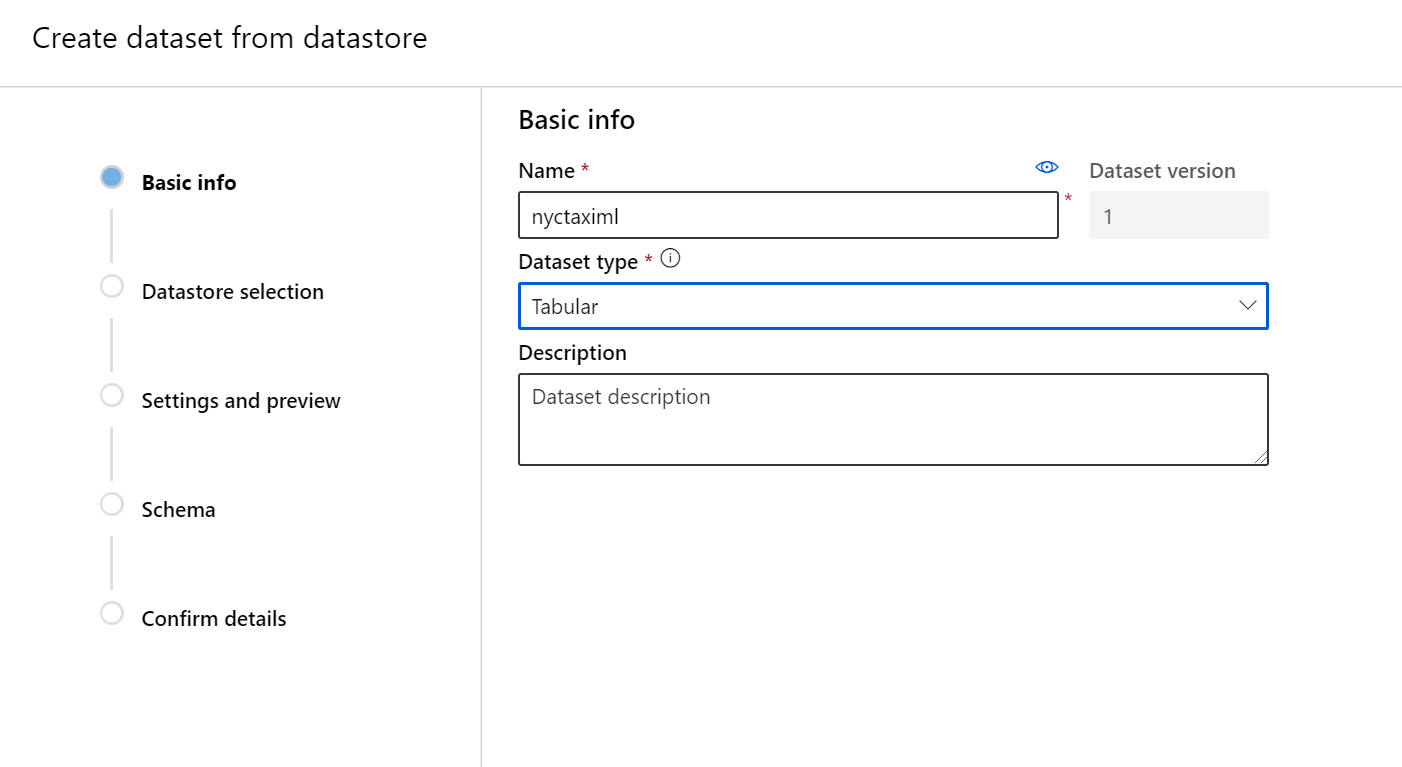 Create dataset from datastore
Basic info
Datastore selection
Settings and preview
Schema
Confirm details
Basic info
Name *
Dataset version
nyctaximl
*
1
Dataset type *
Tabular
Description
Dataset description